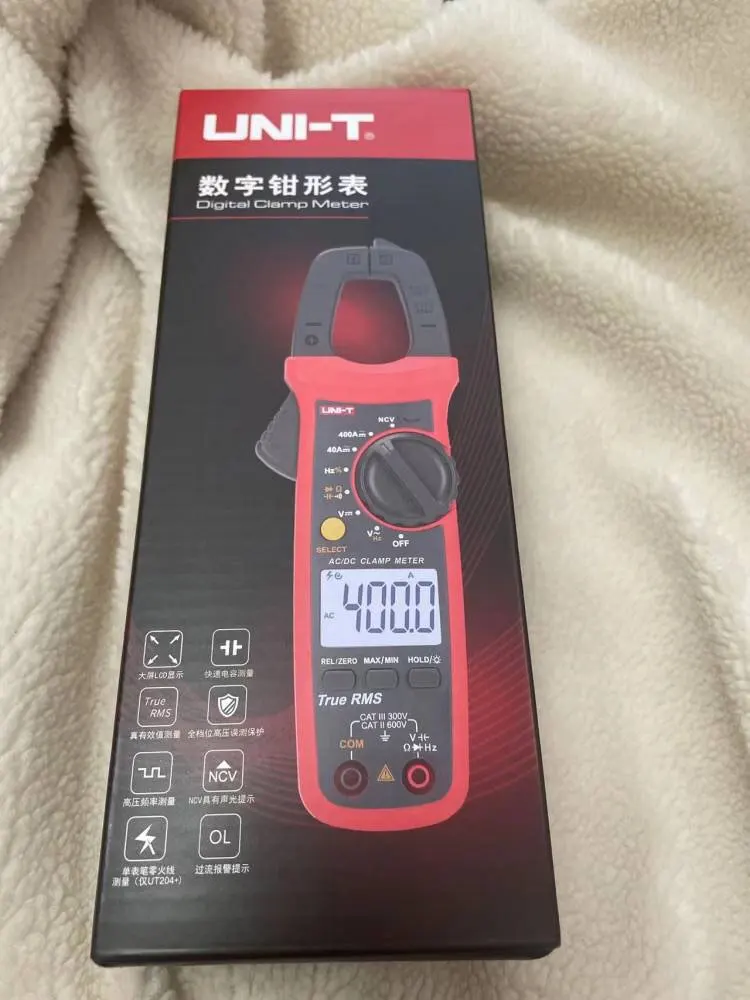 UNI-T®
数字钳形表
Digital Clamp Meter
UNI-T
NCV
400A
40A
Hz%
Ω
V
V~
Hz
OFF
SELECT
AC/DC CLAMP METER
A
AC
400.0
REL/ZERO MAX/MIN HOLD/
True RMS
CAT III 300V
CAT II 600V
COM
V
Ω Hz
大屏LCD显示
快速电容测量
True
RMS
真有效值测量
全档位高压误测保护
高压频率测量
NCV
NCV具有声光提示
单表笔零火线
测量（仅UT204+）
OL
过流报警提示